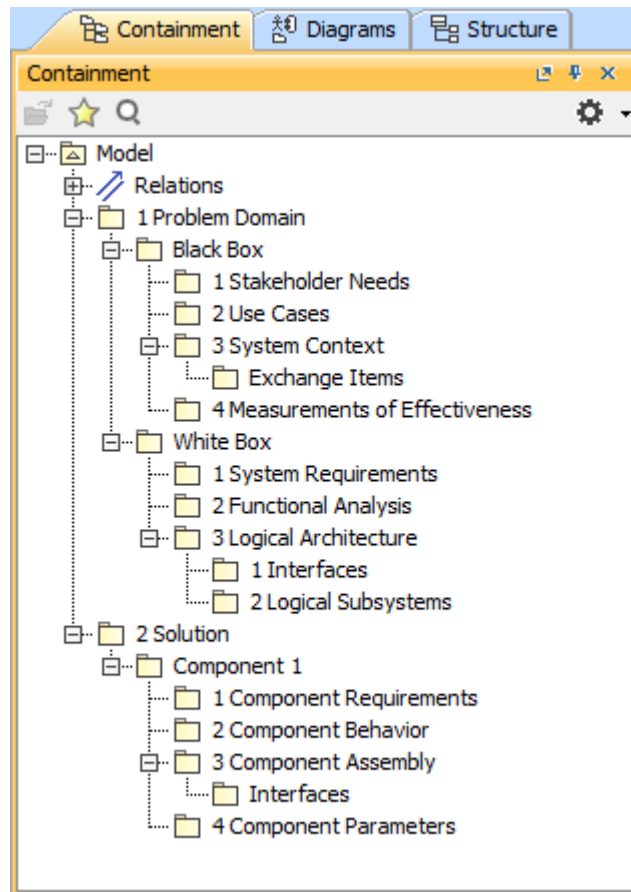 Containment Diagrams Structure
Containment
Model
Relations
1 Problem Domain
Black Box
1 Stakeholder Needs
2 Use Cases
3 System Context
Exchange Items
4 Measurements of Effectiveness
White Box
1 System Requirements
2 Functional Analysis
3 Logical Architecture
1 Interfaces
2 Logical Subsystems
2 Solution
Component 1
1 Component Requirements
2 Component Behavior
3 Component Assembly
Interfaces
4 Component Parameters